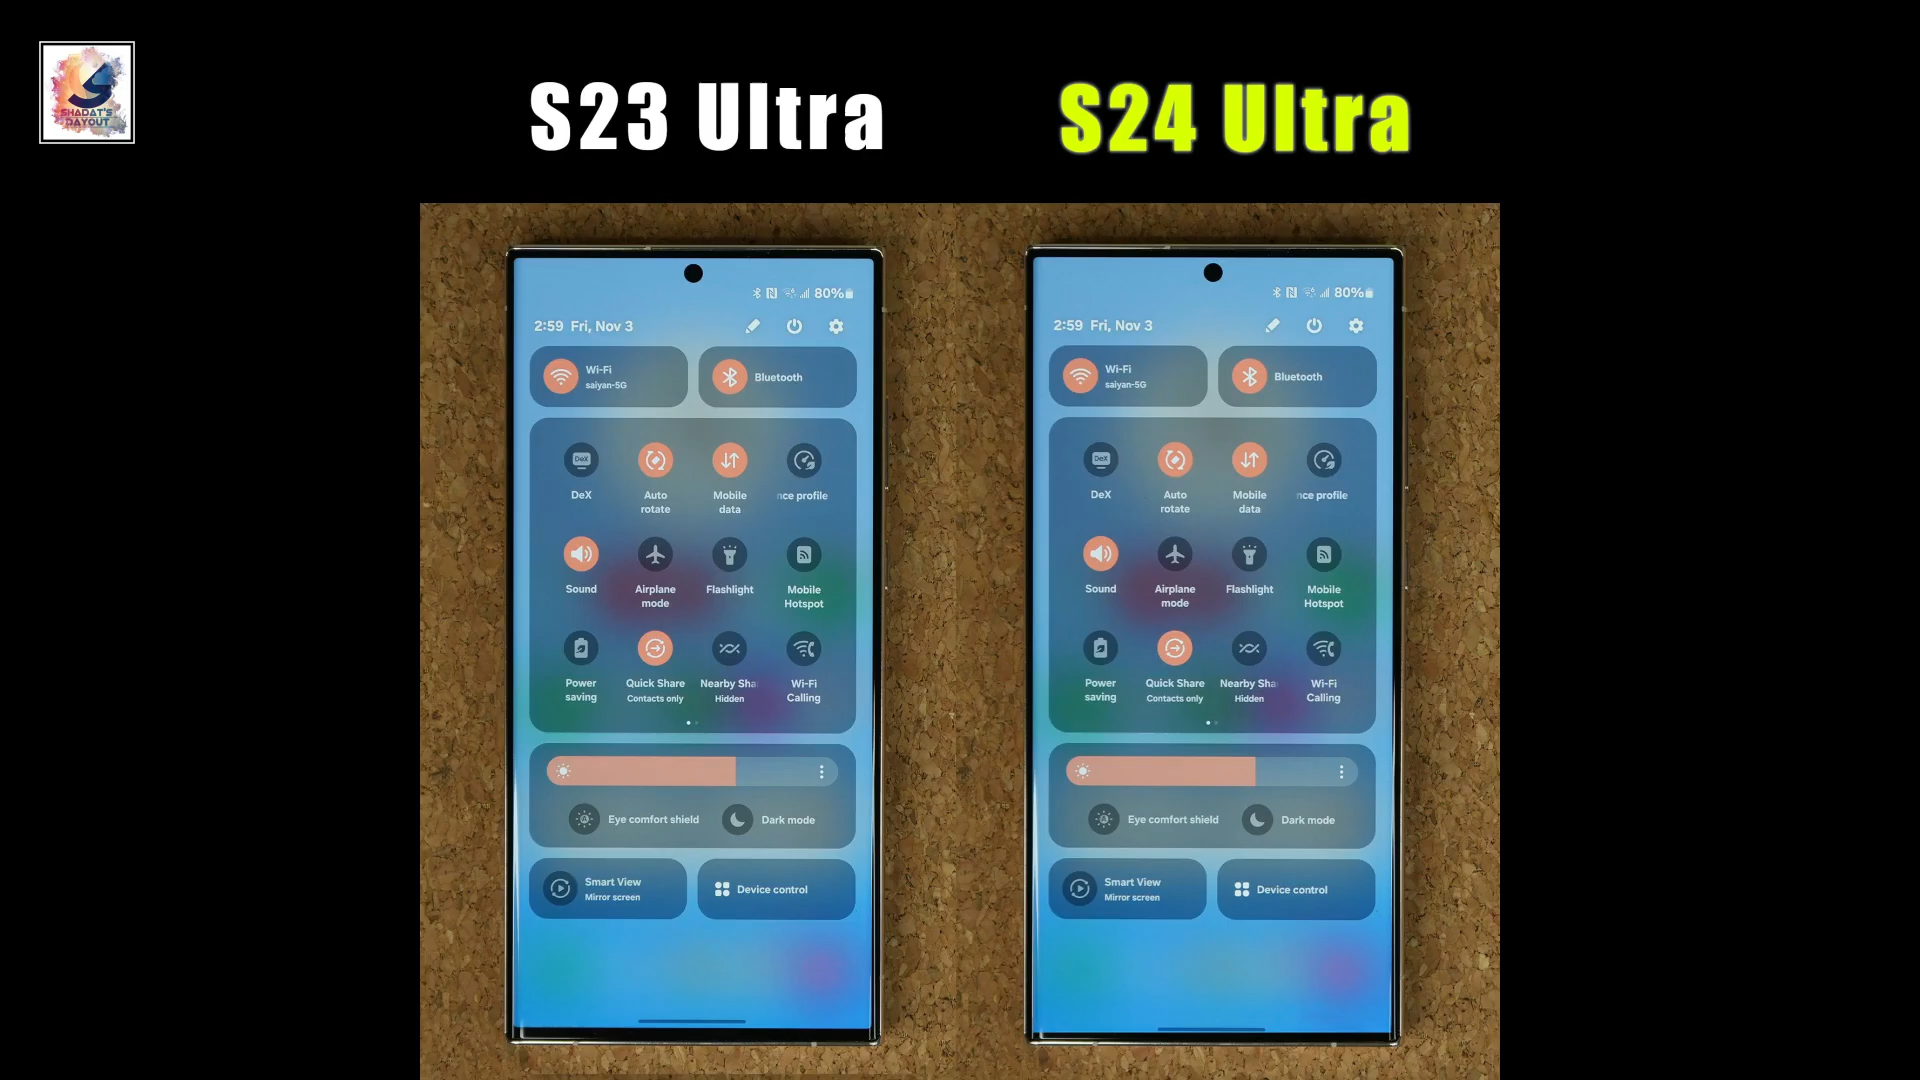 SHADAT'S
DAYOUT
S23 Ultra
S24 Ultra
80%
2:59 Fri, Nov 3
Wi-Fi
saiyan-5G
Bluetooth
DeX
DeX
Auto
rotate
Mobile
data
nce profile
Sound
Airplane
mode
Flashlight
Mobile
Hotspot
Power
saving
Quick Share
Contacts only
Nearby Sha
Hidden
Wi-Fi
Calling
Eye comfort shield
Dark mode
Smart View
Mirror screen
Device control
80%
2:59 Fri, Nov 3
Wi-Fi
saiyan-5G
Bluetooth
DeX
DeX
Auto
rotate
Mobile
data
nce profile
Sound
Airplane
mode
Flashlight
Mobile
Hotspot
Power
saving
Quick Share
Contacts only
Nearby Sha
Hidden
Wi-Fi
Calling
Eye comfort shield
Dark mode
Smart View
Mirror screen
Device control